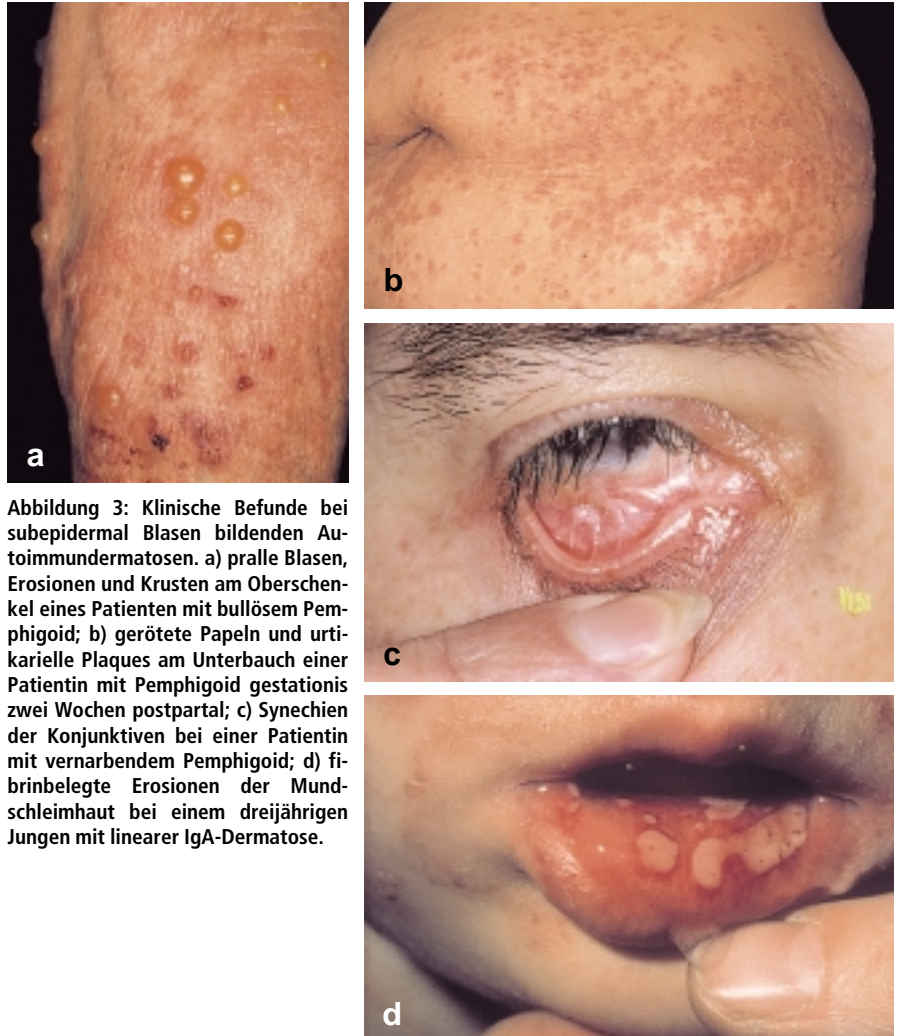 a
b
c
d
Abbildung 3: Klinische Befunde bei
subepidermal Blasen bildenden Au-
toimmundermatosen. a) pralle Blasen,
Erosionen und Krusten am Oberschen-
kel eines Patienten mit bullösem Pem-
phigoid; b) gerötete Papeln und urti-
karielle Plaques am Unterbauch einer
Patientin mit Pemphigoid gestationis
zwei Wochen postpartal; c) Synechien
der Konjunktiven bei einer Patientin
mit vernarbendem Pemphigoid; d) fi-
brinbelegte Erosionen der Mund-
schleimhaut bei einem dreijährigen
Jungen mit linearer IgA-Dermatose.